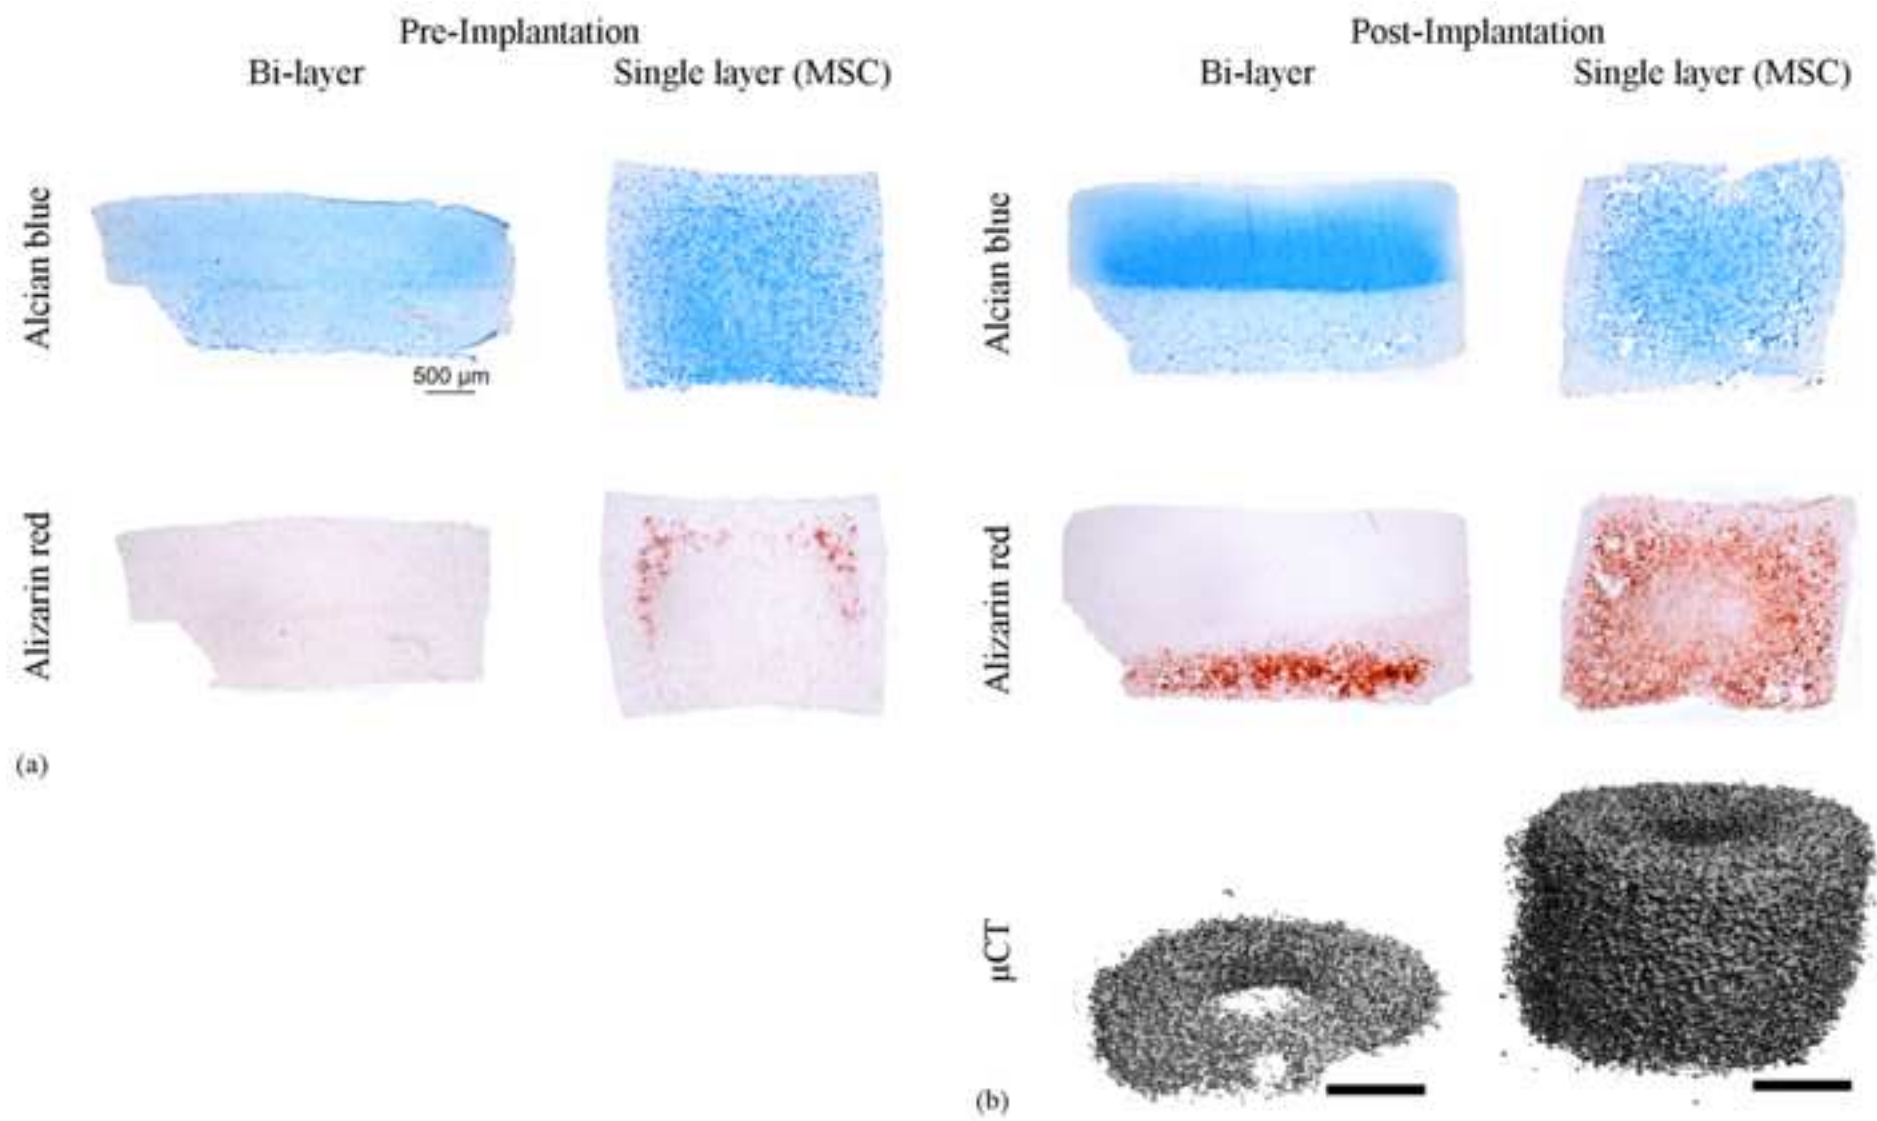 Pre-Implantation
Bi-layer Single layer (MSC)
Alcian blue
500 µm
Alizarin red
(a)
Post-Implantation
Bi-layer Single layer (MSC)
Alcian blue
Alizarin red
µCT
(b)